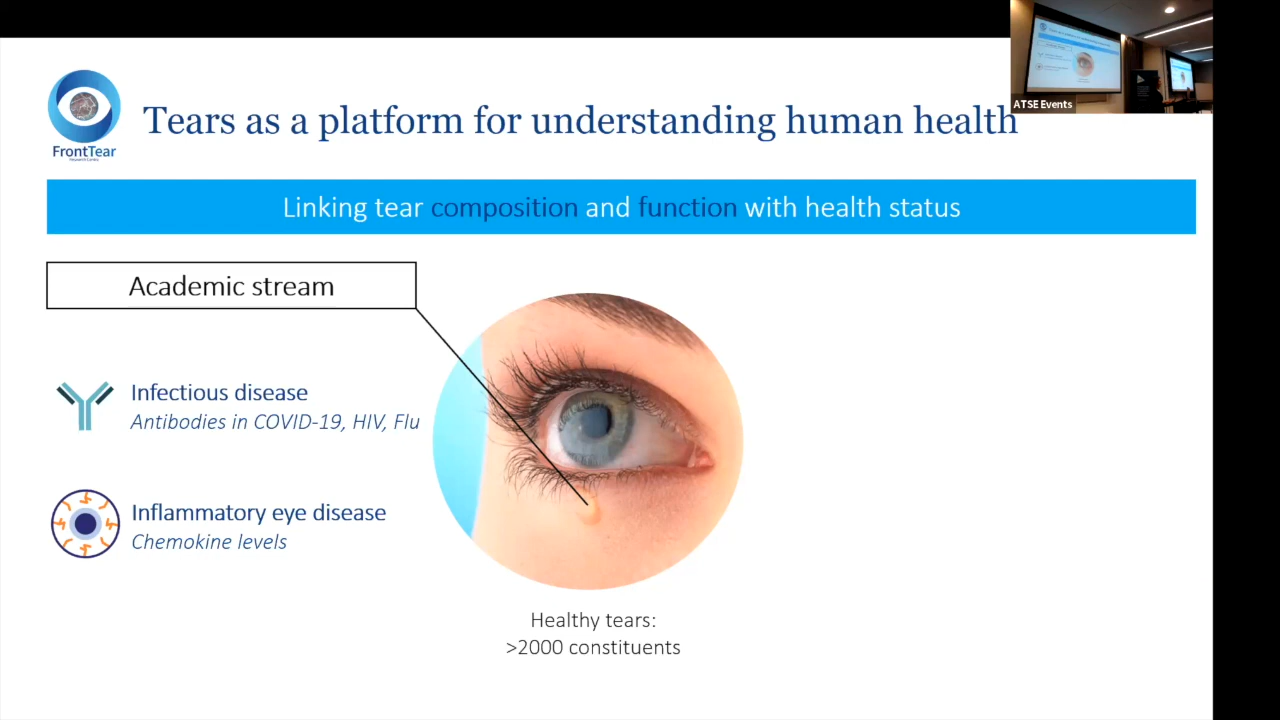 ATSE Events
FrontTear
Tears as a platform for understanding human health
Linking tear composition and function with health status
Academic stream
Infectious disease
Antibodies in COVID-19, HIV, Flu
Inflammatory eye disease
Chemokine levels
Healthy tears:
>2000 constituents